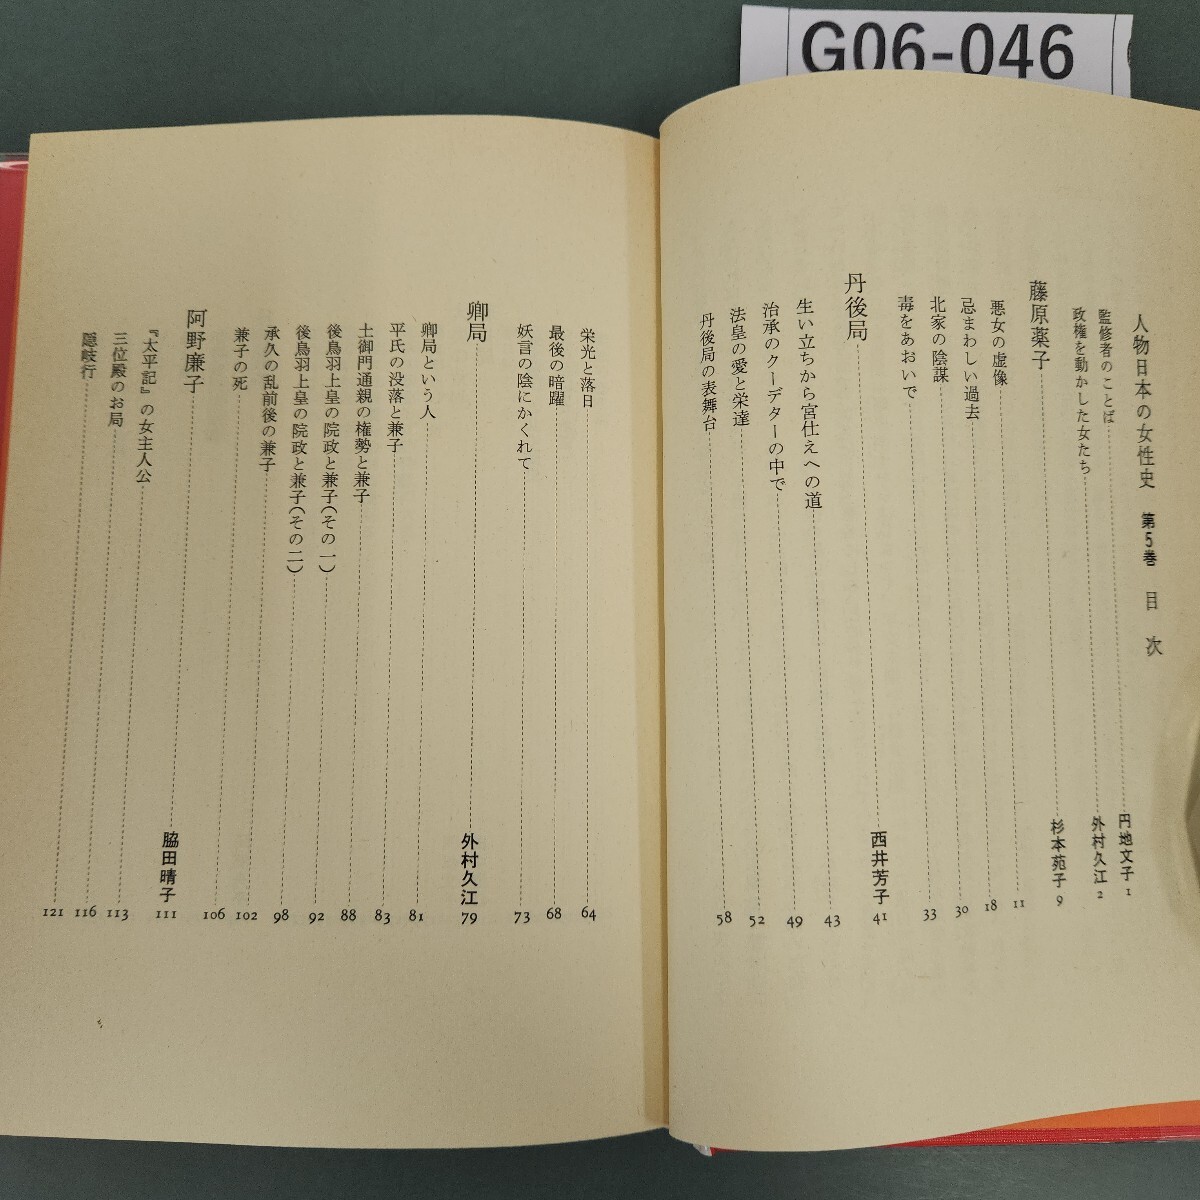 G06-046
人物日本の女性史 第5巻 目次
監修者のことば 円地文子 1
政権を動かした女たち 外村久江 2
藤原薬子 杉本苑子 9
悪女の虚像 11
忌まわしい過去 18
北家の陰謀 30
毒をあおいで 33
丹後局 西井芳子 41
生い立ちから宮仕えへの道 43
治承のクーデターの中で 49
法皇の愛と栄達 52
丹後局の表舞台 58
栄光と落日 64
最後の暗躍 68
妖言の陰にかくれて 73
卿局 外村久江 79
卿局という人 81
平氏の没落と兼子 83
土御門通親の権勢と兼子 88
後鳥羽上皇の院政と兼子(その一) 92
後鳥羽上皇の院政と兼子(その二) 98
承久の乱前後の兼子 102
兼子の死 106
阿野廉子 脇田晴子 111
『太平記』の女主人公 113
三位殿のお局 116
隠岐行 121